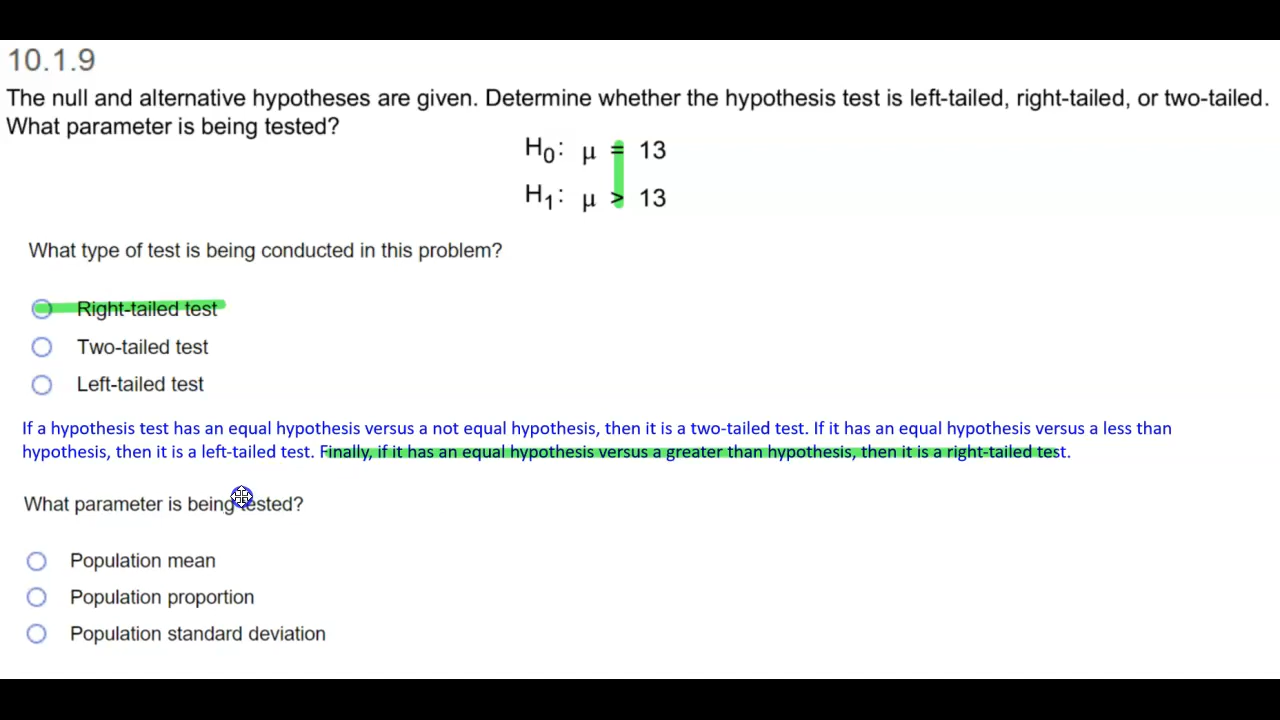 10.1.9
The null and alternative hypotheses are given. Determine whether the hypothesis test is left-tailed, right-tailed, or two-tailed.
What parameter is being tested?
H₀: μ = 13
H₁: μ > 13
What type of test is being conducted in this problem?
Right-tailed test
Two-tailed test
Left-tailed test
If a hypothesis test has an equal hypothesis versus a not equal hypothesis, then it is a two-tailed test. If it has an equal hypothesis versus a less than
hypothesis, then it is a left-tailed test. Finally, if it has an equal hypothesis versus a greater than hypothesis, then it is a right-tailed test.
What parameter is being tested?
Population mean
Population proportion
Population standard deviation